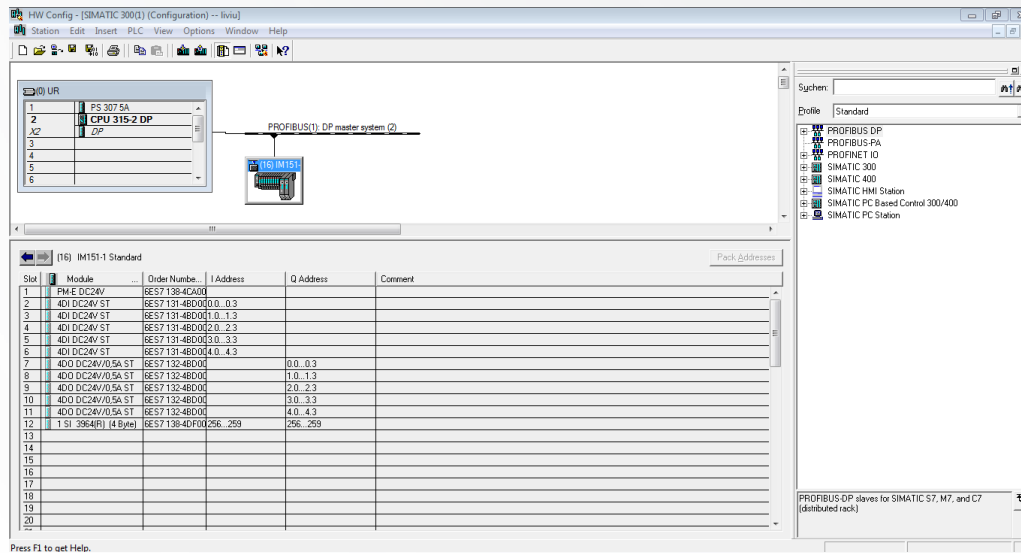 HW Config - [SIMATIC 300(1) (Configuration) -- liviu]
Station Edit Insert PLC View Options Window Help
(0) UR
1 PS 307 5A
2 CPU 315-2 DP
X2 DP
3
4
5
6
PROFIBUS(1): DP master system (2)
(16) IM151-
Suchen:
Profile Standard
PROFIBUS DP
PROFIBUS-PA
PROFINET IO
SIMATIC 300
SIMATIC 400
SIMATIC HMI Station
SIMATIC PC Based Control 300/400
SIMATIC PC Station
(16) IM151-1 Standard
Pack Addresses
Slot Module ... Order Numbe... I Address Q Address Comment
1 PM-E DC24V 6ES7 138-4CA00
2 4DI DC24V ST 6ES7 131-4BD00 0.0...0.3
3 4DI DC24V ST 6ES7 131-4BD00 1.0...1.3
4 4DI DC24V ST 6ES7 131-4BD00 2.0...2.3
5 4DI DC24V ST 6ES7 131-4BD00 3.0...3.3
6 4DI DC24V ST 6ES7 131-4BD00 4.0...4.3
7 4DO DC24V/0,5A ST 6ES7 132-4BD00 0.0...0.3
8 4DO DC24V/0,5A ST 6ES7 132-4BD00 1.0...1.3
9 4DO DC24V/0,5A ST 6ES7 132-4BD00 2.0...2.3
10 4DO DC24V/0,5A ST 6ES7 132-4BD00 3.0...3.3
11 4DO DC24V/0,5A ST 6ES7 132-4BD00 4.0...4.3
12 1 SI 3964(R) (4 Byte) 6ES7 138-4DF00 256...259 256...259
13
14
15
16
17
18
19
20
PROFIBUS-DP slaves for SIMATIC S7, M7, and C7
(distributed rack)
Press F1 to get Help.